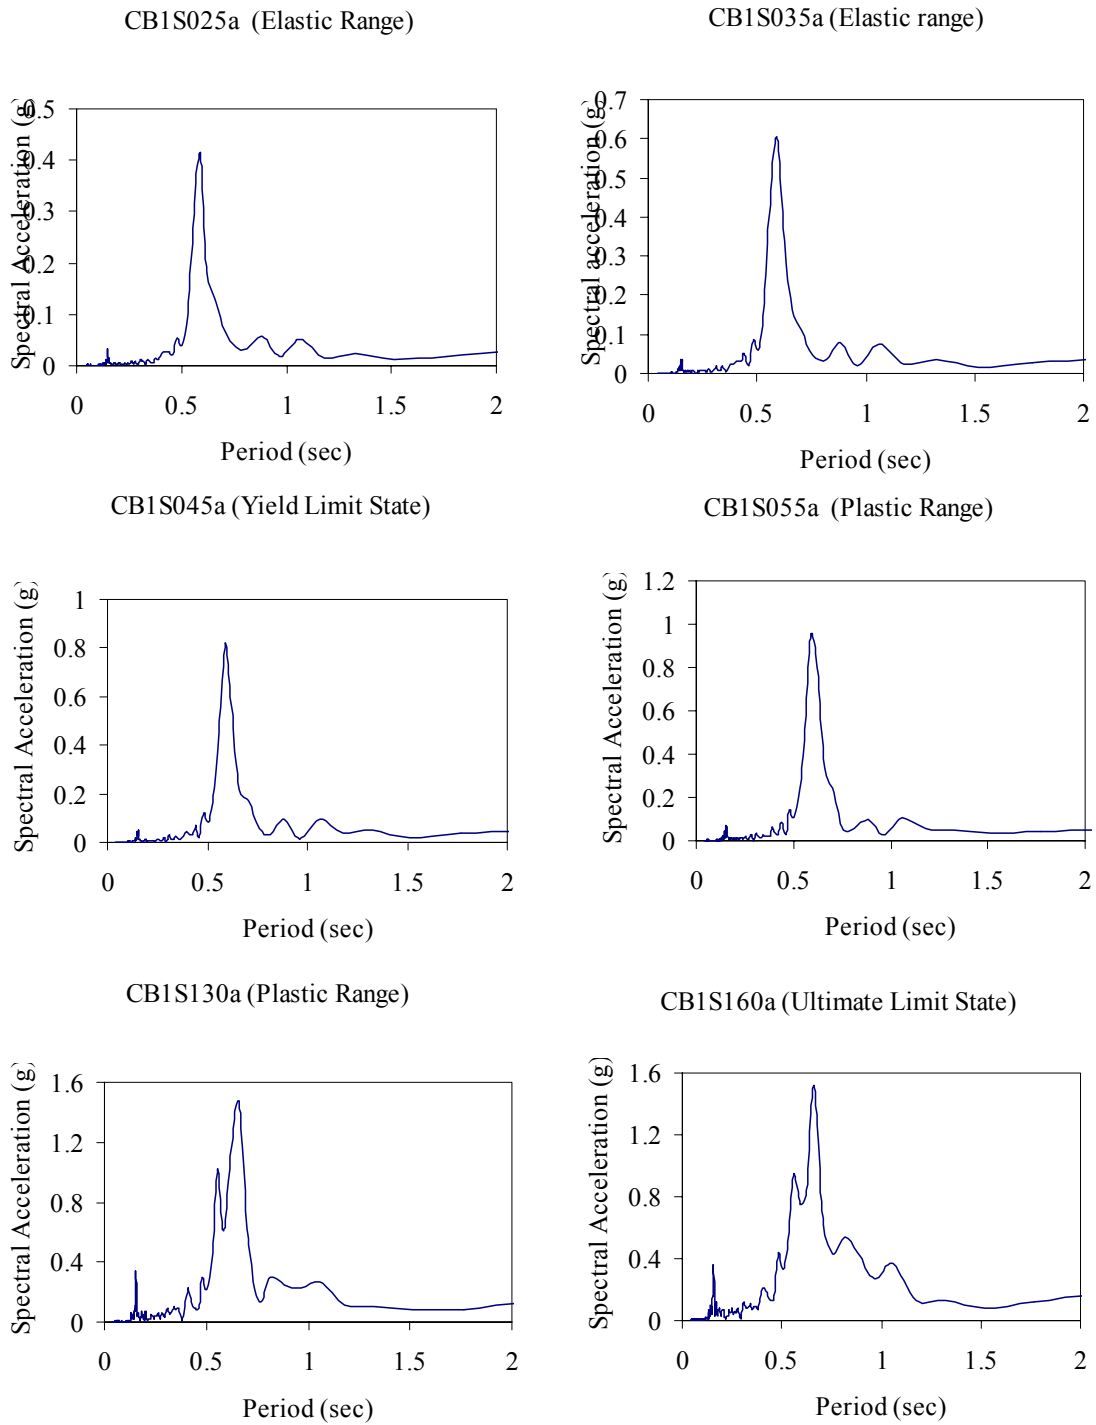 CB1S025a (Elastic Range)
Spectral Acceleration (g)
0.5
0.4
0.3
0.2
0.1
0
0 0.5 1 1.5 2
Period (sec)
CB1S035a (Elastic range)
Spectral acceleration (g)
0.7
0.6
0.5
0.4
0.3
0.2
0.1
0
0 0.5 1 1.5 2
Period (sec)
CB1S045a (Yield Limit State)
Spectral Acceleration (g)
1
0.8
0.6
0.4
0.2
0
0 0.5 1 1.5 2
Period (sec)
CB1S055a (Plastic Range)
Spectral Acceleration (g)
1.2
1
0.8
0.6
0.4
0.2
0
0 0.5 1 1.5 2
Period (sec)
CB1S130a (Plastic Range)
Spectral Acceleration (g)
1.6
1.2
0.8
0.4
0
0 0.5 1 1.5 2
Period (sec)
CB1S160a (Ultimate Limit State)
Spectral Acceleration (g)
1.6
1.2
0.8
0.4
0
0 0.5 1 1.5 2
Period (sec)